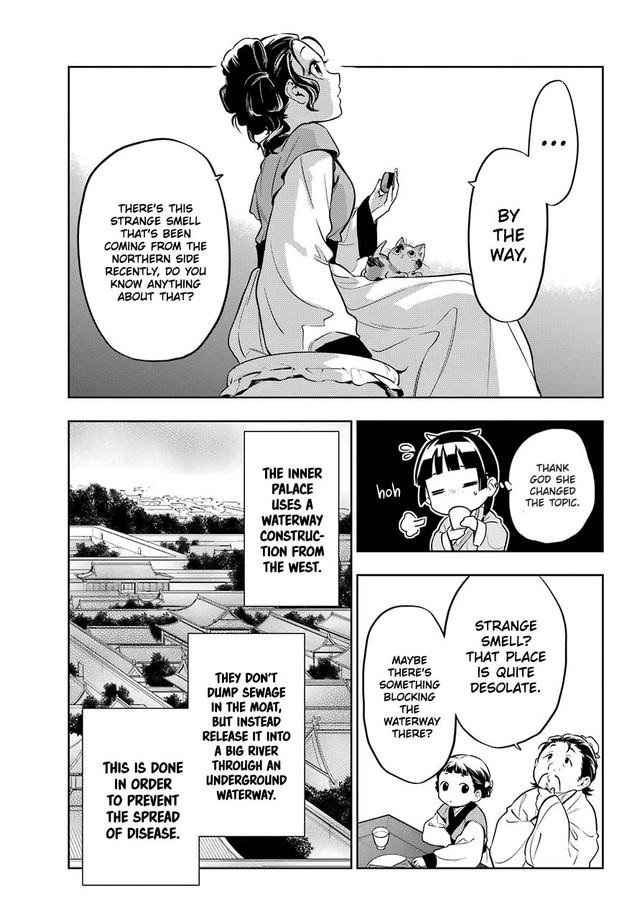 ...
BY
THE
WAY,
THERE'S THIS
STRANGE SMELL
THAT'S BEEN
COMING FROM THE
NORTHERN SIDE
RECENTLY, DO YOU
KNOW ANYTHING
ABOUT THAT?
THANK
GOD SHE
CHANGED
THE TOPIC.
hoh
STRANGE
SMELL?
THAT PLACE
IS QUITE
DESOLATE.
MAYBE
THERE'S
SOMETHING
BLOCKING
THE
WATERWAY
THERE?
THE INNER
PALACE
USES A
WATERWAY
CONSTRUC-
TION FROM
THE WEST.
THEY DON'T
DUMP SEWAGE
IN THE MOAT,
BUT INSTEAD
RELEASE IT INTO
A BIG RIVER
THROUGH AN
UNDERGROUND
WATERWAY.
THIS IS DONE
IN ORDER
TO PREVENT
THE SPREAD
OF DISEASE.